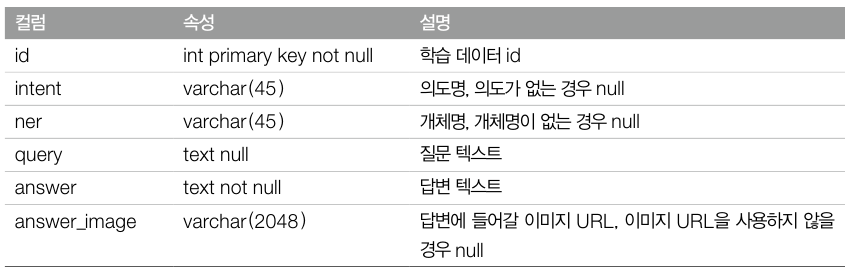 컬럼 속성 설명
id int primary key not null 학습 데이터 id
intent varchar(45) 의도명, 의도가 없는 경우 null
ner varchar(45) 개체명, 개체명이 없는 경우 null
query text null 질문 텍스트
answer text not null 답변 텍스트
answer_image varchar(2048) 답변에 들어갈 이미지 URL, 이미지 URL을 사용하지 않을
경우 null